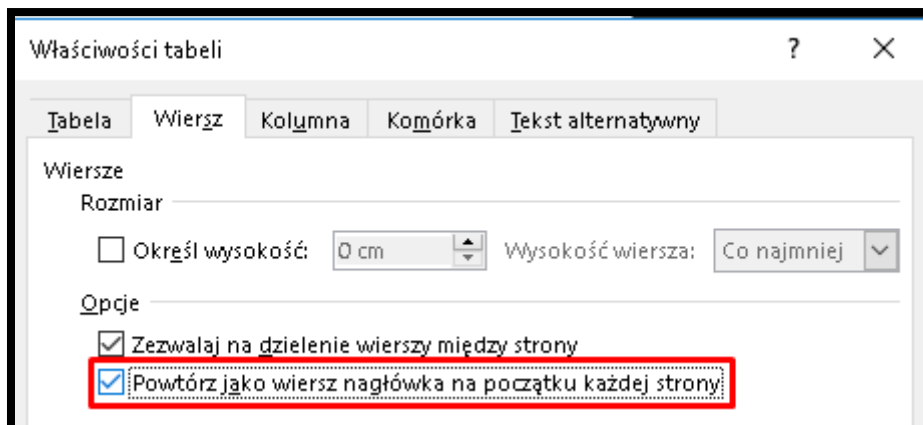 Właściwości tabeli ?
Tabela Wiersz Kolumna Komórka Tekst alternatywny
Wiersze
Rozmiar
Określ wysokość: 0 cm Wysokość wiersza: Co najmniej
Opcje
Zezwalaj na dzielenie wierszy między strony
Powtórz jako wiersz nagłówka na początku każdej strony